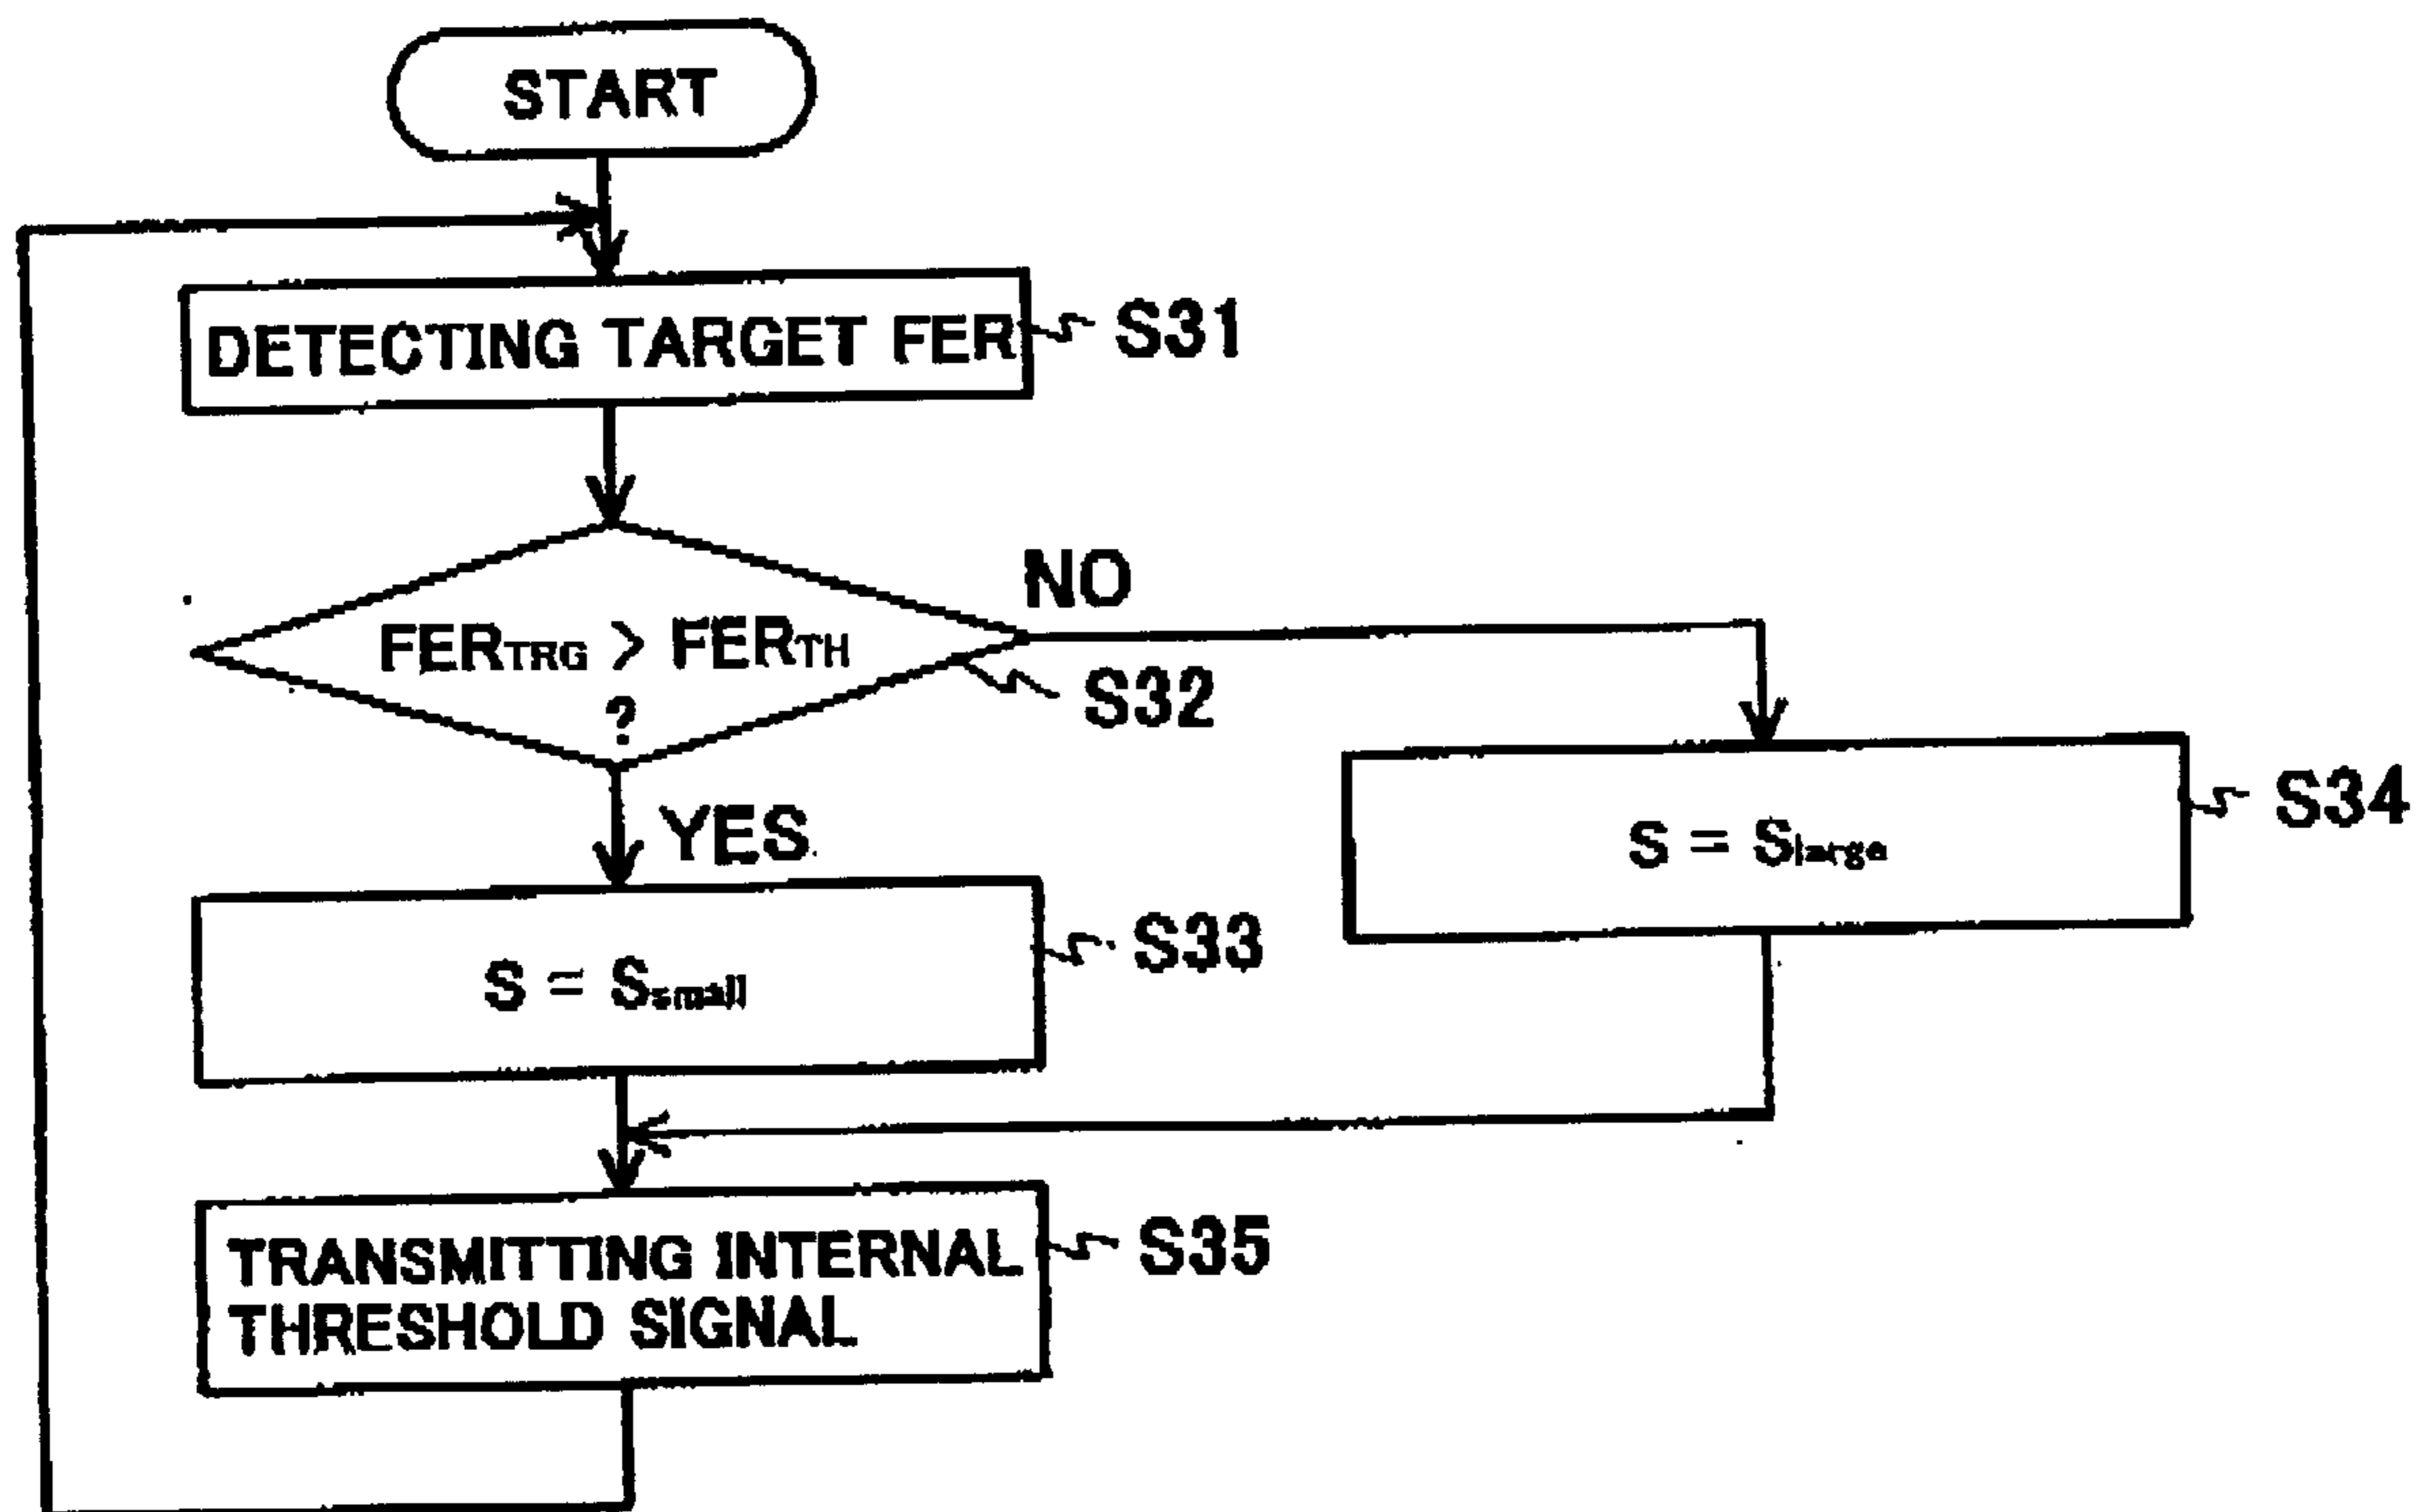 START
DETECTING TARGET FER
S31
NO
FERTRG > FERTH
?
S32
YES
S = Slarge
S34
S = Ssmall
S33
TRANSMITTING INTERNAL
THRESHOLD SIGNAL
S35